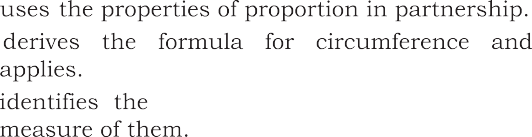 uses the properties of proportion in partnership.
derives the formula for circumference and
applies.
identifies the
measure of them.